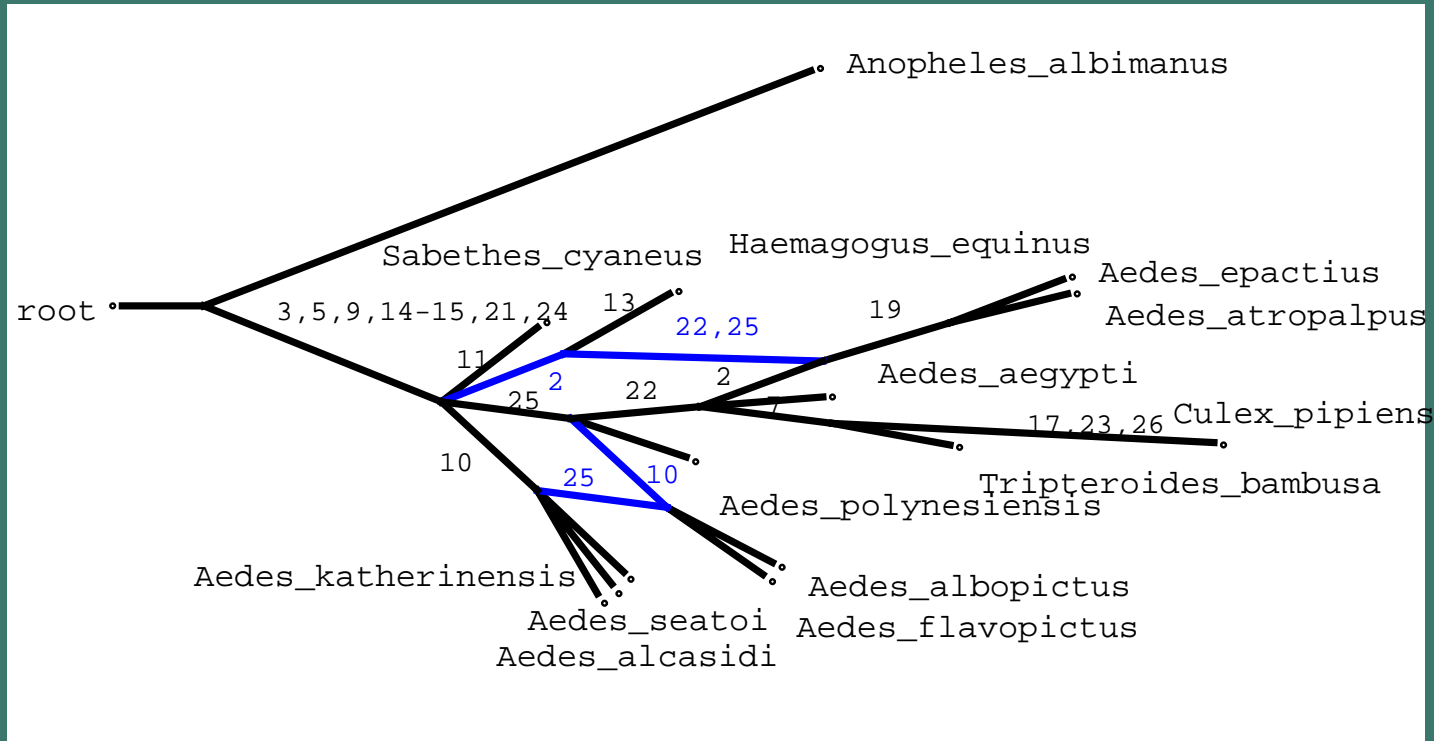 Anopheles_albimanus
Haemagogus_equinus
Sabethes_cyaneus
Aedes_epactius
root
3,5,9,14-15,21,24
13
19
Aedes_atropalpus
22,25
11
2
2
Aedes_aegypti
25
22
7
17,23,26
Culex_pipiens
10
25
10
Tripteroides_bambusa
Aedes_polynesiensis
Aedes_katherinensis
Aedes_albopictus
Aedes_seatoi
Aedes_flavopictus
Aedes_alcasidi